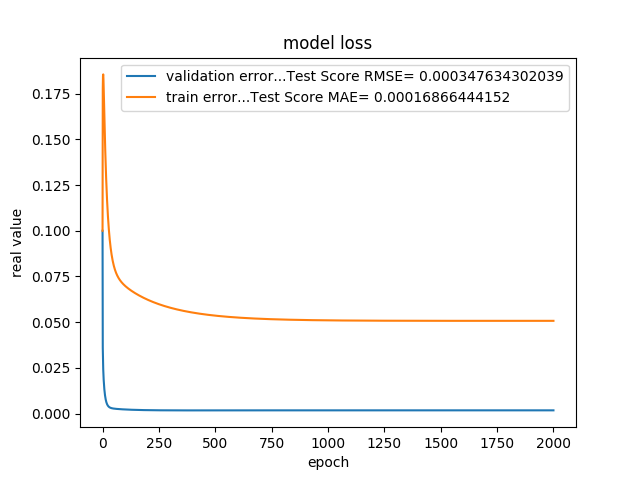 model loss
validation error...Test Score RMSE= 0.000347634302039
train error...Test Score MAE= 0.00016866444152
real value
0.175
0.150
0.125
0.100
0.075
0.050
0.025
0.000
0 250 500 750 1000 1250 1500 1750 2000
epoch